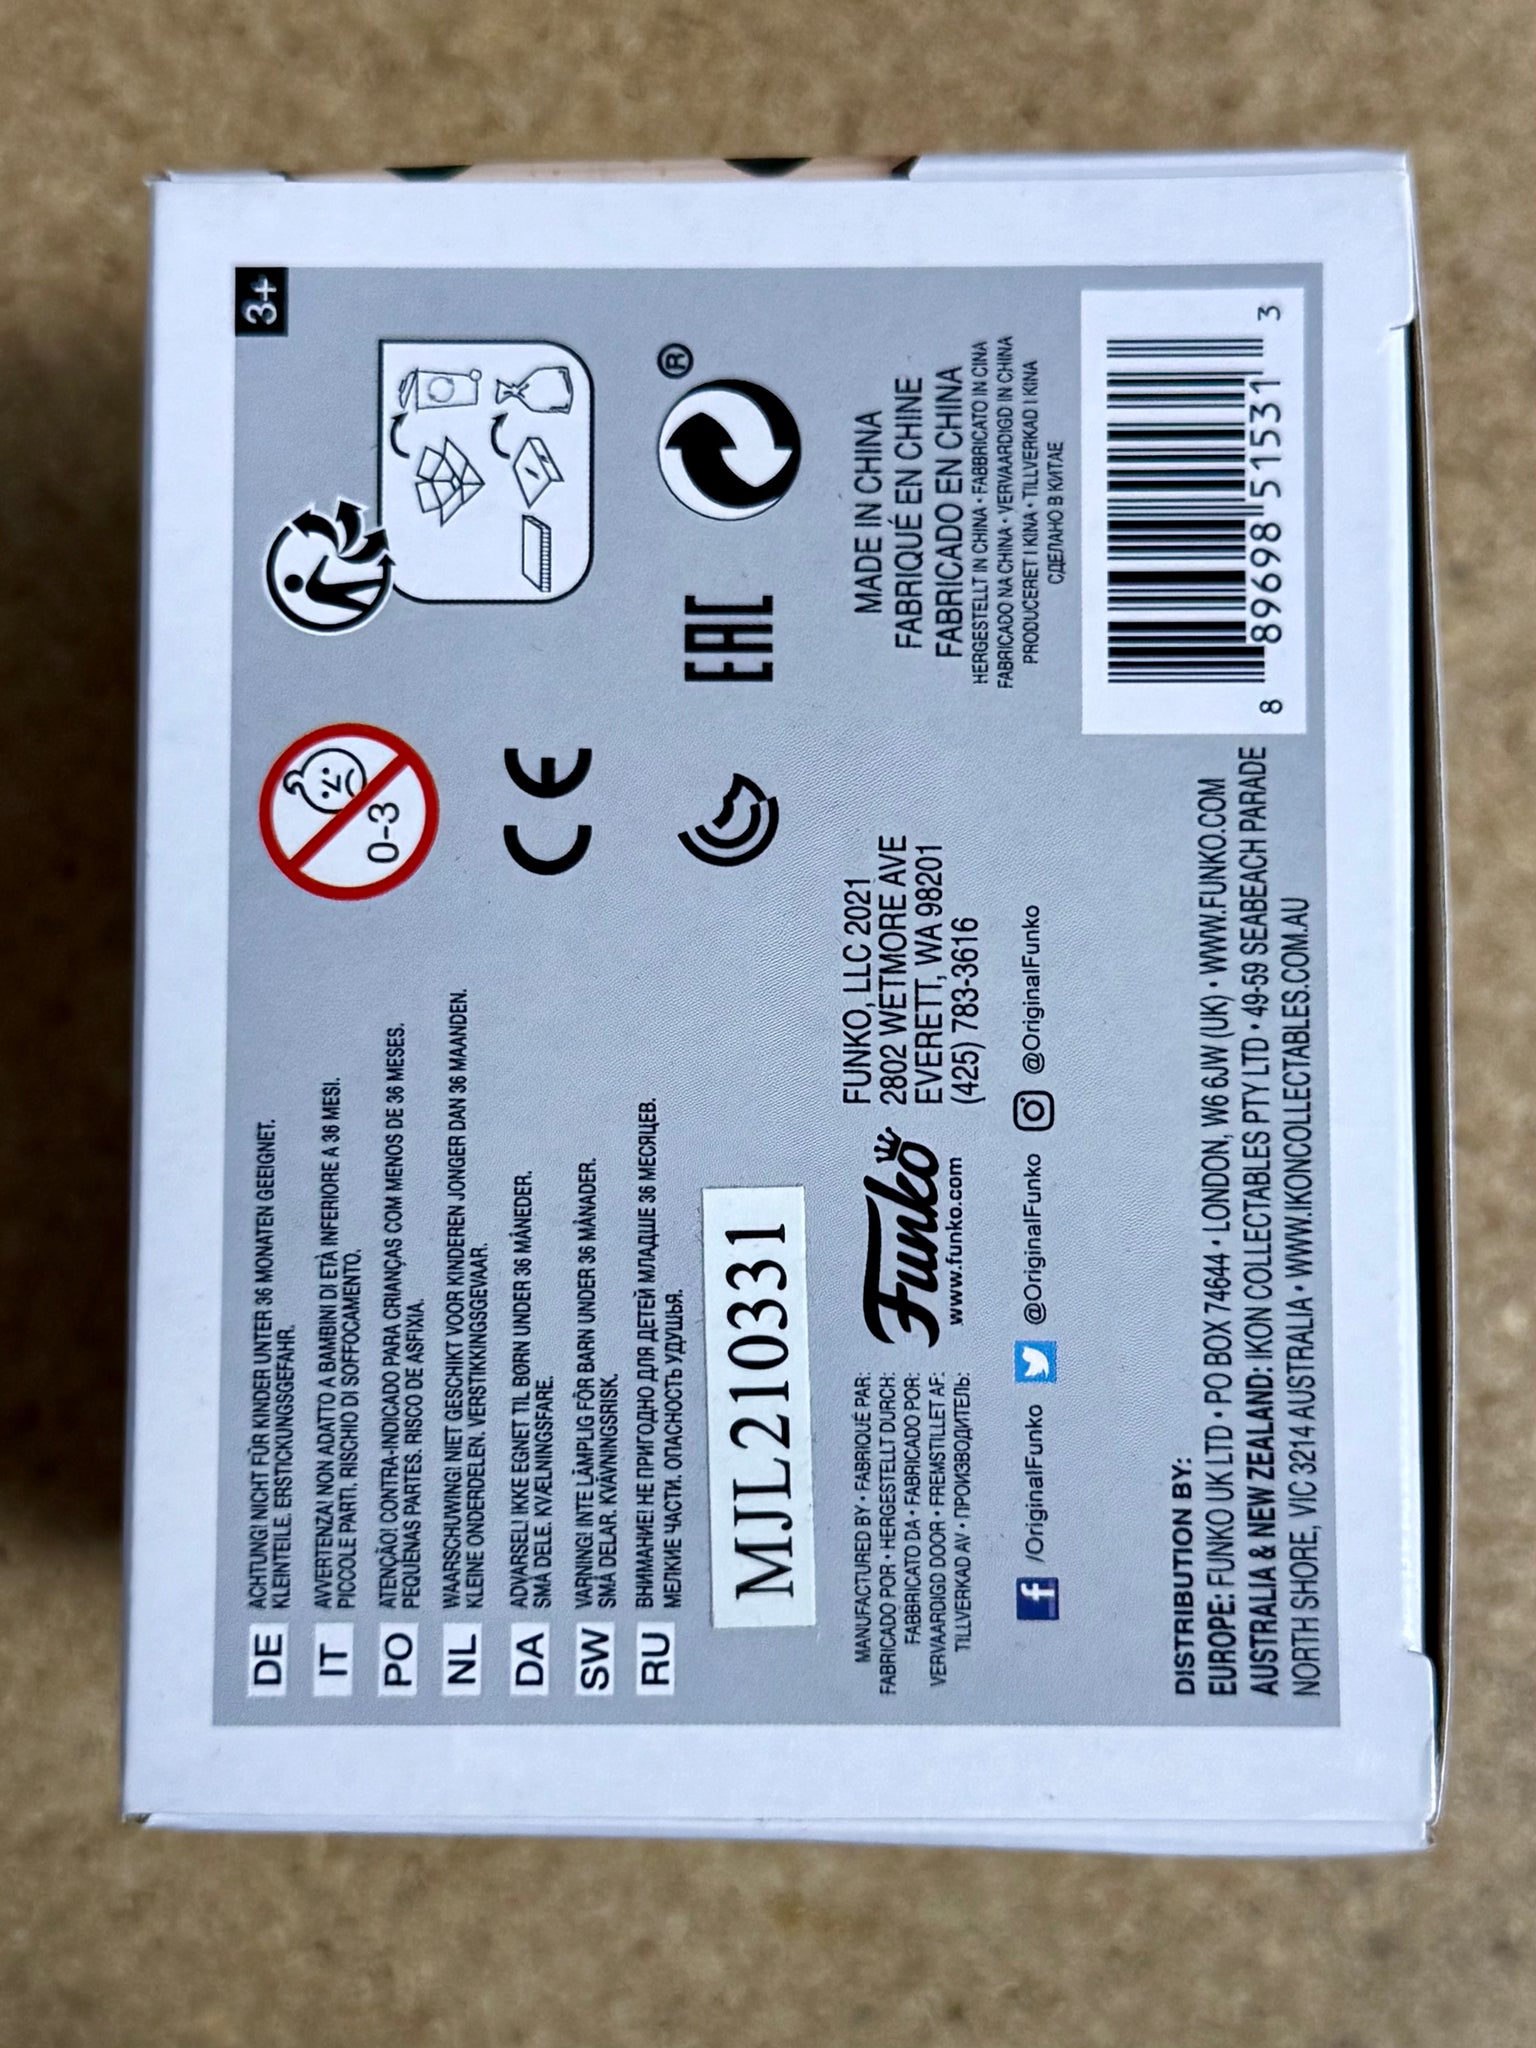 3+
DE ACHTUNG! NICHT FÜR KINDER UNTER 36 MONATEN GEEIGNET.
KLEINTEILE. ERSTICKUNGSGEFAHR.
IT AVVERTENZA! NON ADATTO A BAMBINI DI ETÀ INFERIORE A 36 MESI.
PICCOLE PARTI. RISCHIO DI SOFFOCAMENTO.
PO ATENÇÃO! CONTRA-INDICADO PARA CRIANÇAS COM MENOS DE 36 MESES.
PEQUENAS PARTES. RISCO DE ASFIXIA.
NL WAARSCHUWING! NIET GESCHIKT VOOR KINDEREN JONGER DAN 36 MAANDEN.
KLEINE ONDERDELEN. VERSTIKKINGSGEVAAR.
DA ADVARSEL! IKKE EGNET TIL BØRN UNDER 36 MÅNEDER.
SMÅ DELE. KVÆLNINGSFARE.
SW VARNING! INTE LÄMPLIG FÖR BARN UNDER 36 MÅNADER.
SMÅ DELAR. KVÄVNINGSRISK.
RU ВНИМАНИЕ! НЕ ПРИГОДНО ДЛЯ ДЕТЕЙ МЛАДШЕ 36 МЕСЯЦЕВ.
МЕЛКИЕ ЧАСТИ. ОПАСНОСТЬ УДУШЬЯ.
0-3
CE
EAC
®
MJL210331
MANUFACTURED BY • FABRIQUÉ PAR:
FABRICADO POR • HERGESTELLT DURCH:
FABBRICATO DA • FABRICADO POR:
VERVAARDIGD DOOR • FREMSTILLET AF:
TILLVERKAD AV • ПРОИЗВОДИТЕЛЬ:
Funko
www.funko.com
FUNKO, LLC 2021
2802 WETMORE AVE
EVERETT, WA 98201
(425) 783-3616
MADE IN CHINA
FABRIQUÉ EN CHINE
FABRICADO EN CHINA
HERGESTELLT IN CHINA • FABBRICATO IN CINA
FABRICADO NA CHINA • VERVAARDIGD IN CHINA
PRODUCERET I KINA • TILLVERKAD I KINA
СДЕЛАНО В КИТАЕ
f /OriginalFunko @OriginalFunko @OriginalFunko
DISTRIBUTION BY:
EUROPE: FUNKO UK LTD • PO BOX 74644 • LONDON, W6 6JW (UK) • WWW.FUNKO.COM
AUSTRALIA & NEW ZEALAND: IKON COLLECTABLES PTY LTD • 49-59 SEABEACH PARADE
NORTH SHORE, VIC 3214 AUSTRALIA • WWW.IKONCOLLECTABLES.COM.AU
8 89698 51531 3